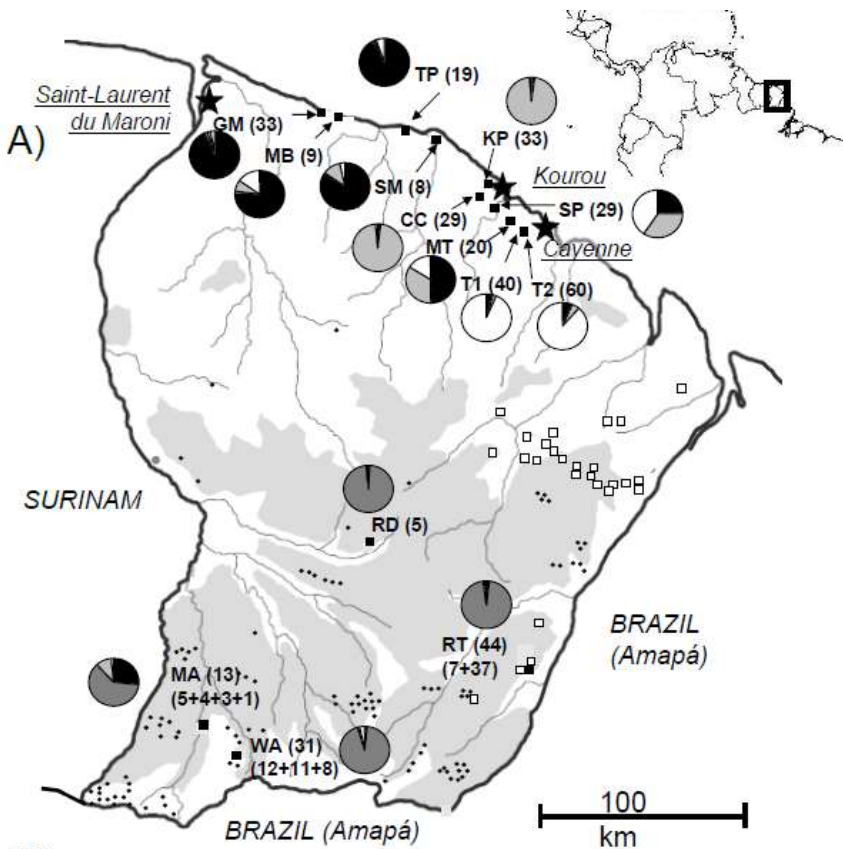 TP (19)
Saint-Laurent
du Maroni
GM (33)
A)
MB (9)
KP (33)
SM (8)
Kourou
CC (29)
SP (29)
MT (20)
Cayenne
T1 (40)
T2 (60)
SURINAM
RD (5)
BRAZIL
(Amapá)
RT (44)
(7+37)
MA (13)
(5+4+3+1)
WA (31)
(12+11+8)
100
km
BRAZIL (Amapá)